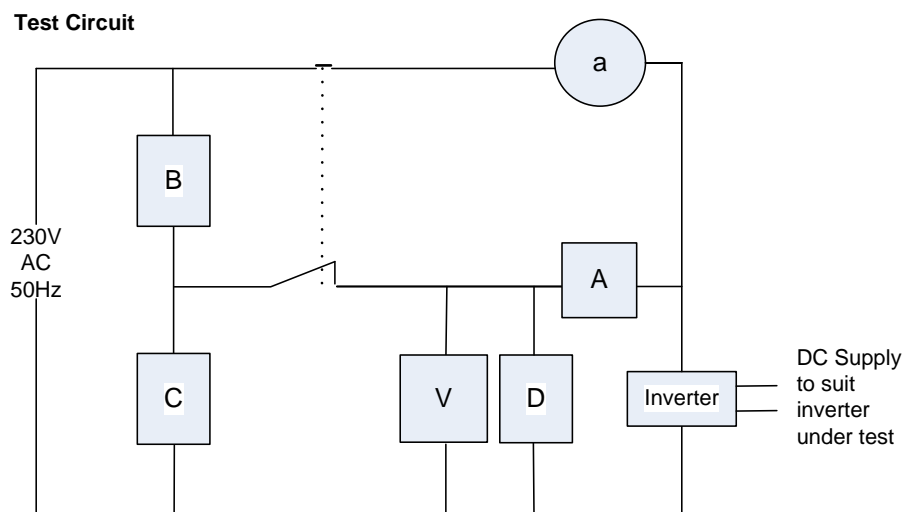 Test Circuit
a
B
230V
AC
50Hz
A
C
V
D
Inverter
DC Supply
to suit
inverter
under test